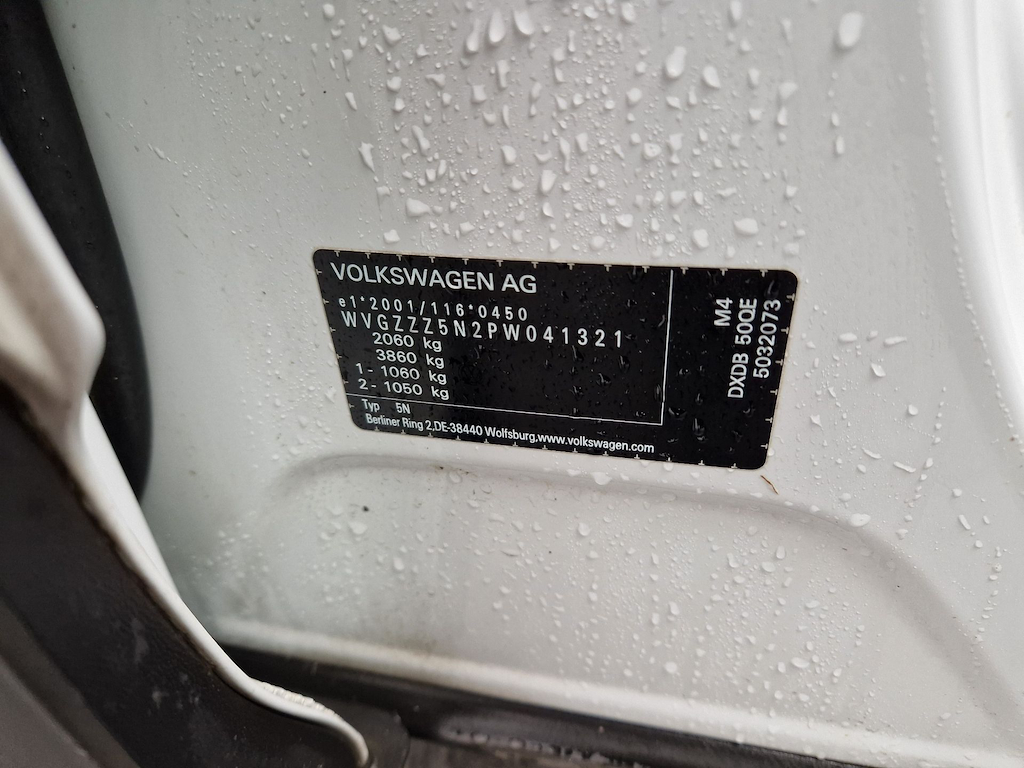 VOLKSWAGEN AG
e1*2001/116*0450
WVGZZZ5N2PW041321
2060 kg
3860 kg
1 - 1060 kg
2 - 1050 kg
Typ 5N
Berliner Ring 2,DE-38440 Wolfsburg,www.volkswagen.com
M4
DXDB 50QE
5032073